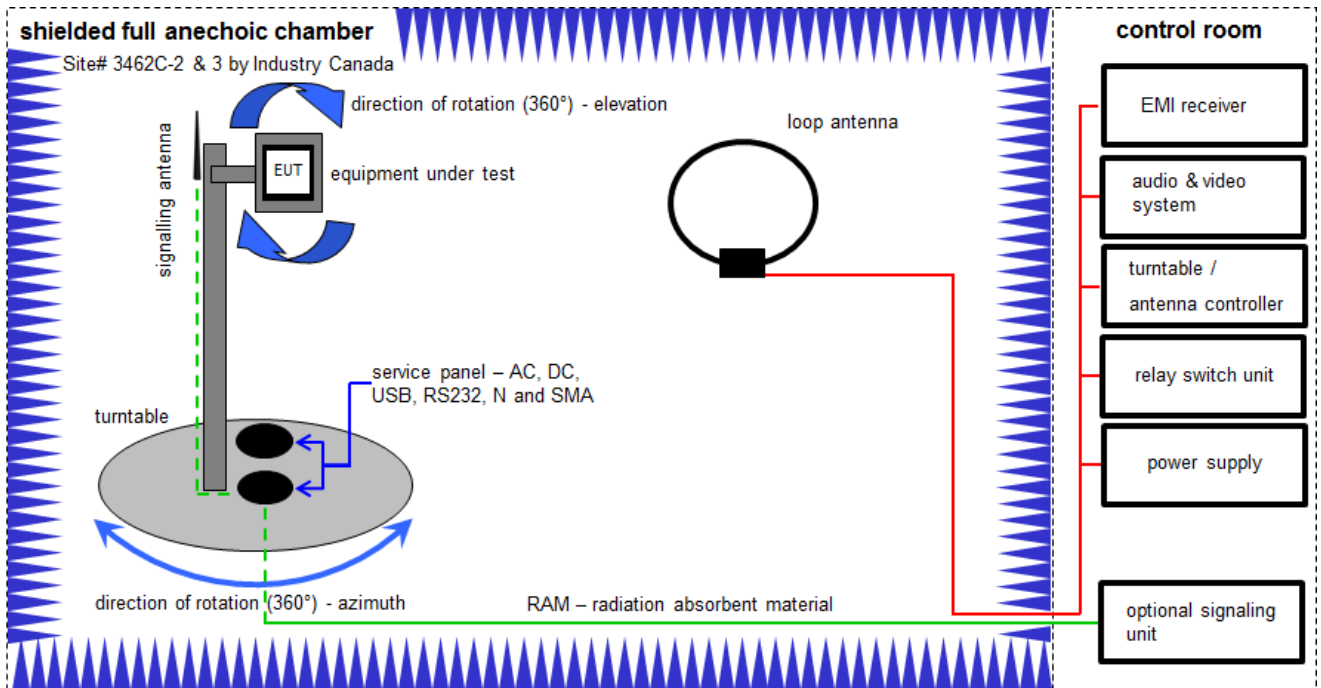 shielded full anechoic chamber
Site# 3462C-2 & 3 by Industry Canada
direction of rotation (360°) - elevation
signalling antenna
EUT
equipment under test
loop antenna
service panel – AC, DC,
USB, RS232, N and SMA
turntable
direction of rotation (360°) - azimuth
RAM – radiation absorbent material
control room
EMI receiver
audio & video
system
turntable /
antenna controller
relay switch unit
power supply
optional signaling
unit